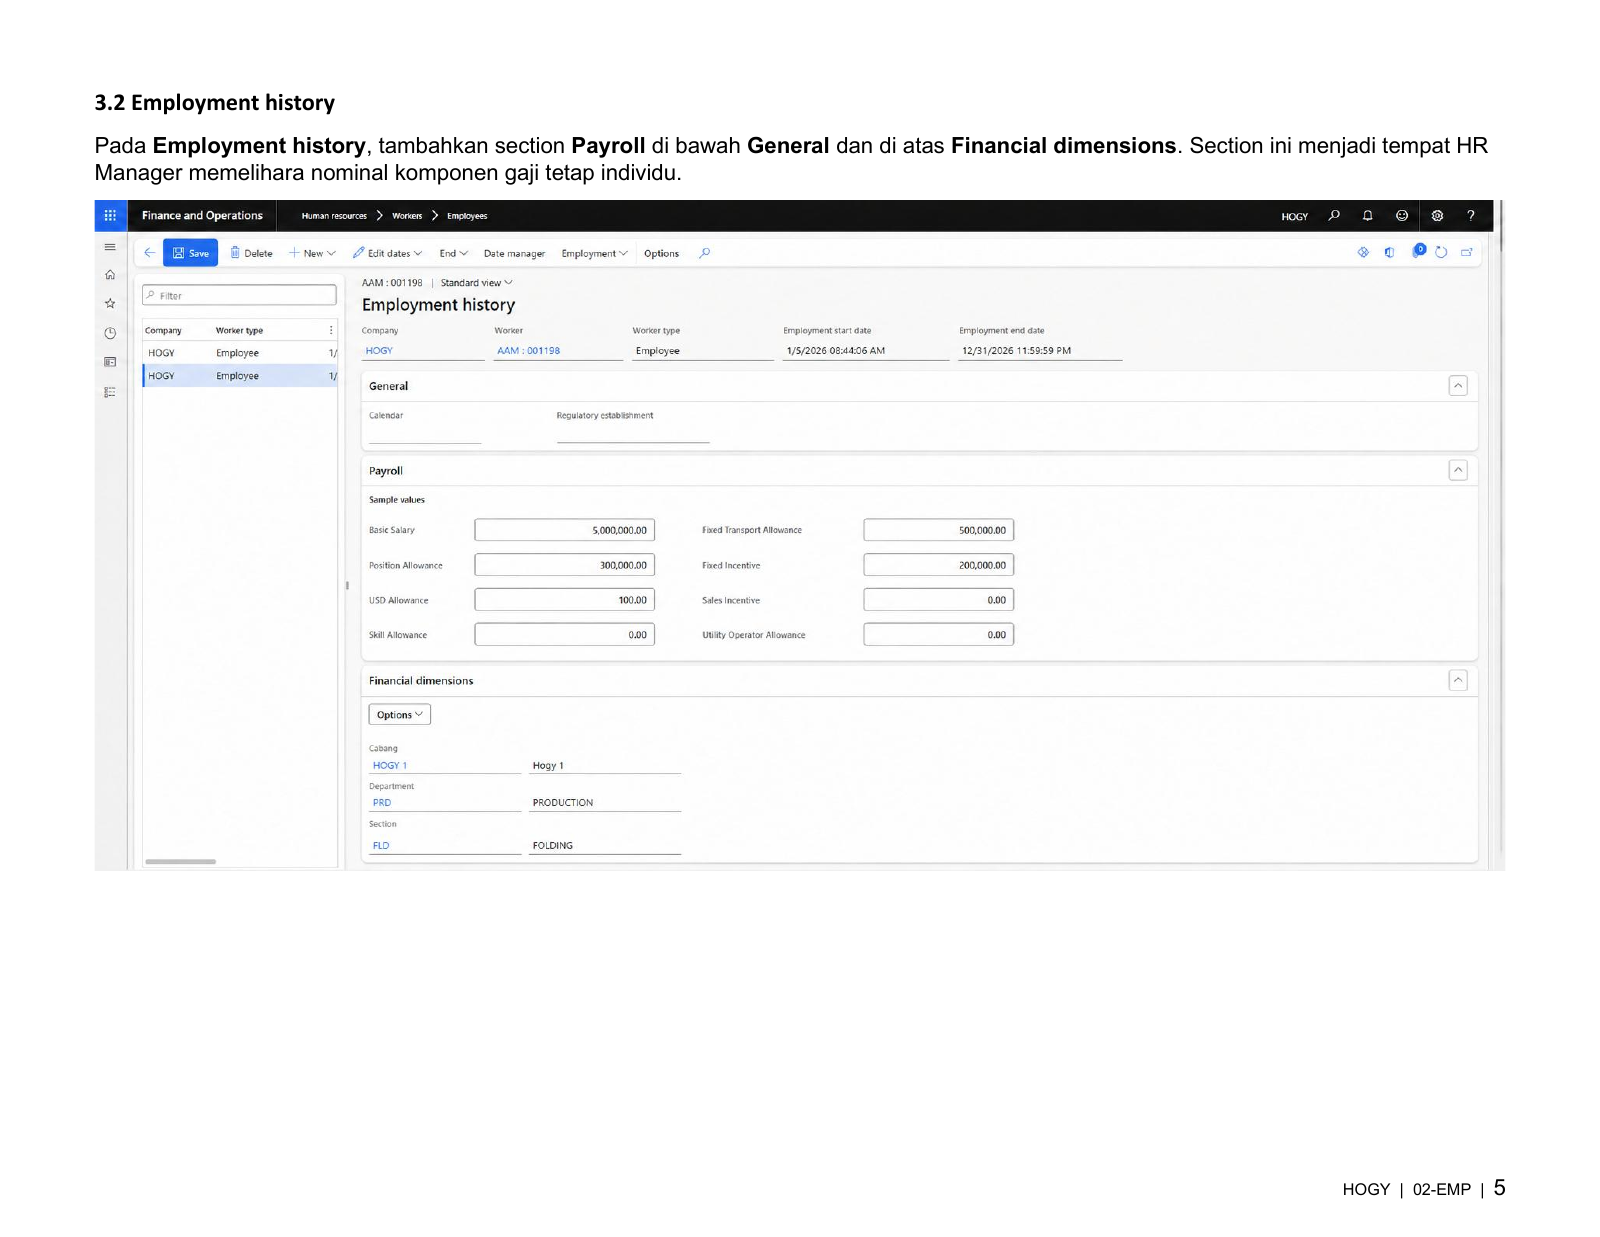 3.2 Employment history
Pada Employment history, tambahkan section Payroll di bawah General dan di atas Financial dimensions. Section ini menjadi tempat HR
Manager memelihara nominal komponen gaji tetap individu.
Finance and Operations Human resources Workers Employees HOGY ?
Save Delete New Edit dates End Date manager Employment Options 0
Filter
Company Worker type
HOGY Employee 1/
HOGY Employee 1/
AAM : 001198 | Standard view
Employment history
Company Worker Worker type Employment start date Employment end date
HOGY AAM : 001198 Employee 1/5/2026 08:44:06 AM 12/31/2026 11:59:59 PM
General
Calendar Regulatory establishment
Payroll
Sample values
Basic Salary 5,000,000.00 Fixed Transport Allowance 500,000.00
Position Allowance 300,000.00 Fixed Incentive 200,000.00
USD Allowance 100.00 Sales Incentive 0.00
Skill Allowance 0.00 Utility Operator Allowance 0.00
Financial dimensions
Options
Cabang
HOGY 1 Hogy 1
Department
PRD PRODUCTION
Section
FLD FOLDING
HOGY | 02-EMP | 5